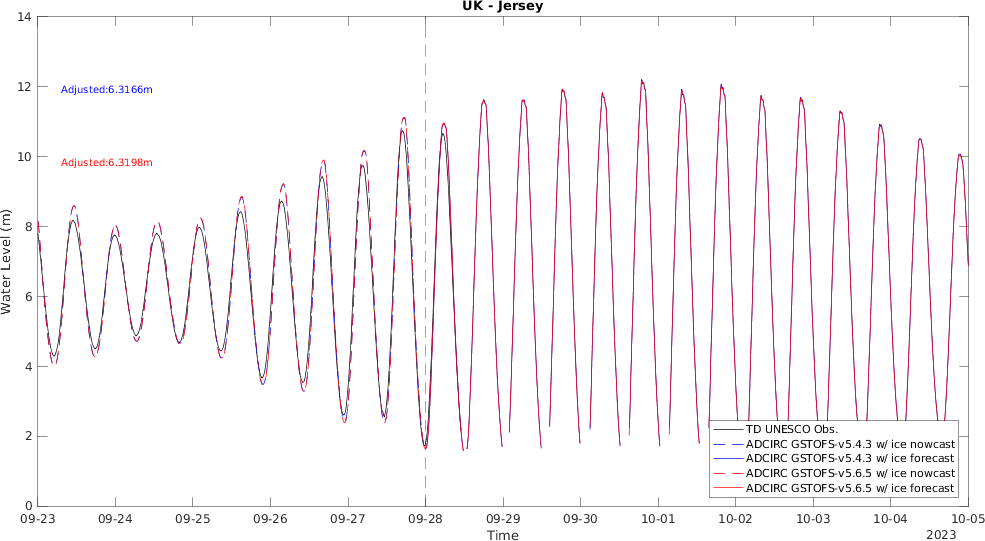 UK - Jersey
14
12
10
8
6
4
2
0
Water Level (m)
Adjusted:6.3166m
Adjusted:6.3198m
TD UNESCO Obs.
ADCIRC GSTOFS-v5.4.3 w/ ice nowcast
ADCIRC GSTOFS-v5.4.3 w/ ice forecast
ADCIRC GSTOFS-v5.6.5 w/ ice nowcast
ADCIRC GSTOFS-v5.6.5 w/ ice forecast
09-23 09-24 09-25 09-26 09-27 09-28 09-29 09-30 10-01 10-02 10-03 10-04 10-05
Time
2023